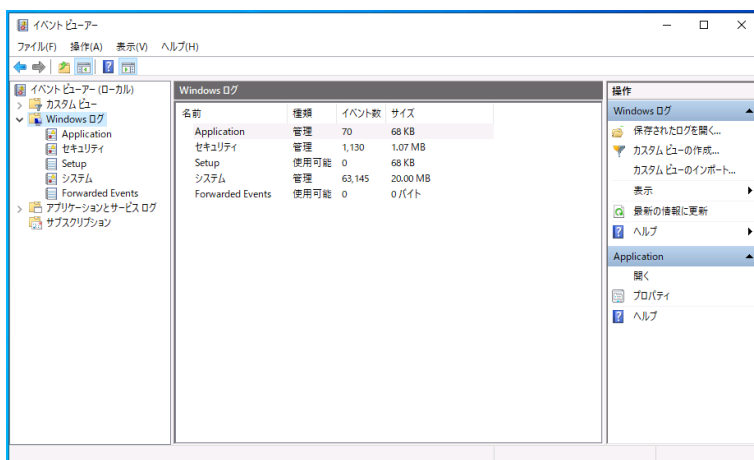 イベント ビューアー
ファイル(F) 操作(A) 表示(V) ヘルプ(H)
イベント ビューアー (ローカル)
カスタム ビュー
Windows ログ
Application
セキュリティ
Setup
システム
Forwarded Events
アプリケーションとサービス ログ
サブスクリプション
Windows ログ
名前 種類 イベント数 サイズ
Application 管理 70 68 KB
セキュリティ 管理 1,130 1.07 MB
Setup 使用可能 0 68 KB
システム 管理 63,145 20.00 MB
Forwarded Events 使用可能 0 0 バイト
操作
Windows ログ
保存されたログを開く...
カスタム ビューの作成...
カスタム ビューのインポート...
表示
最新の情報に更新
ヘルプ
Application
開く
プロパティ
ヘルプ